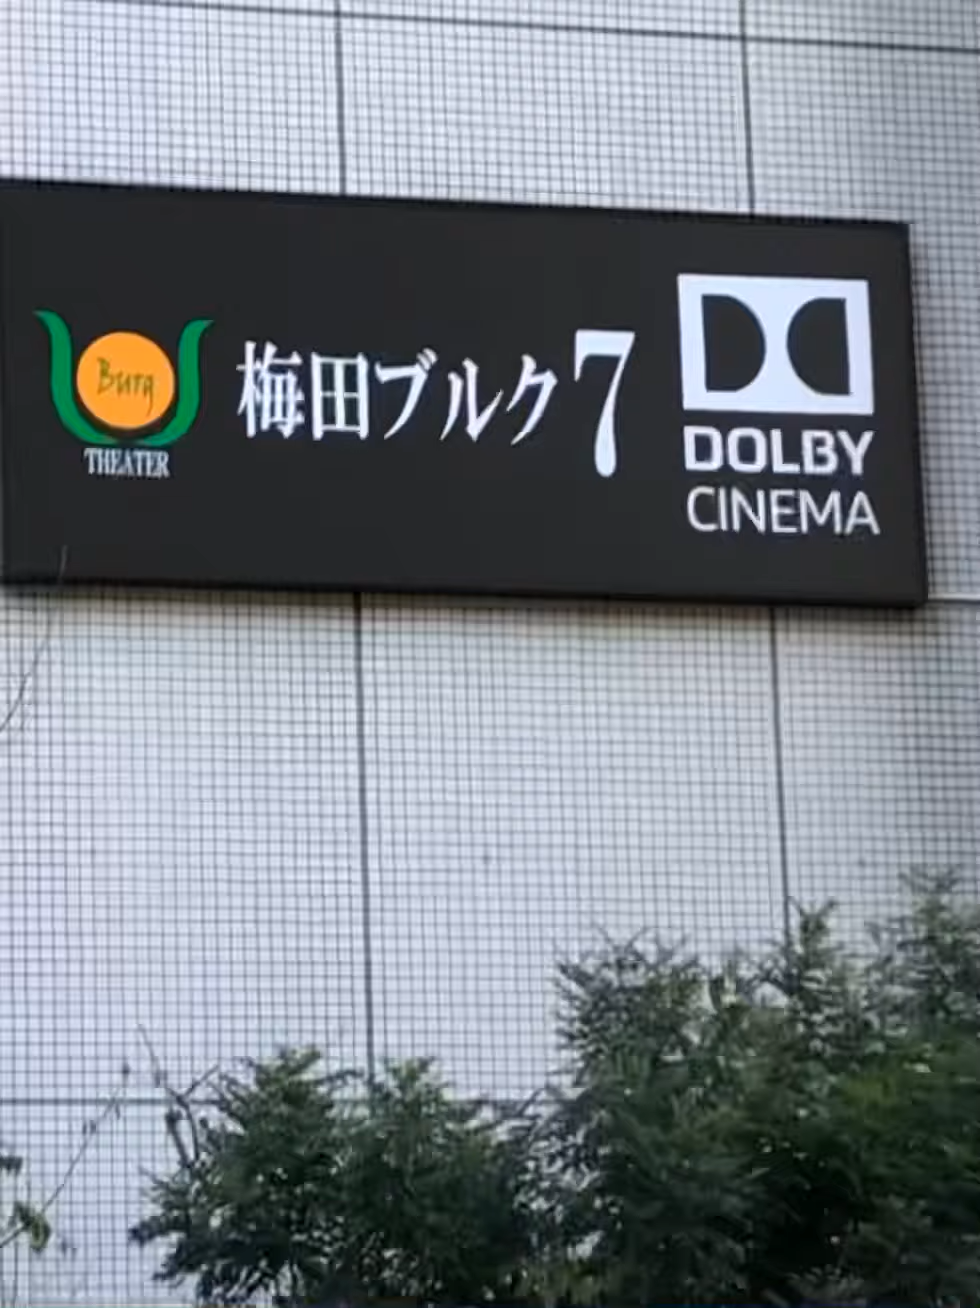 Burg
THEATER
梅田ブルク7
DOLBY
CINEMA